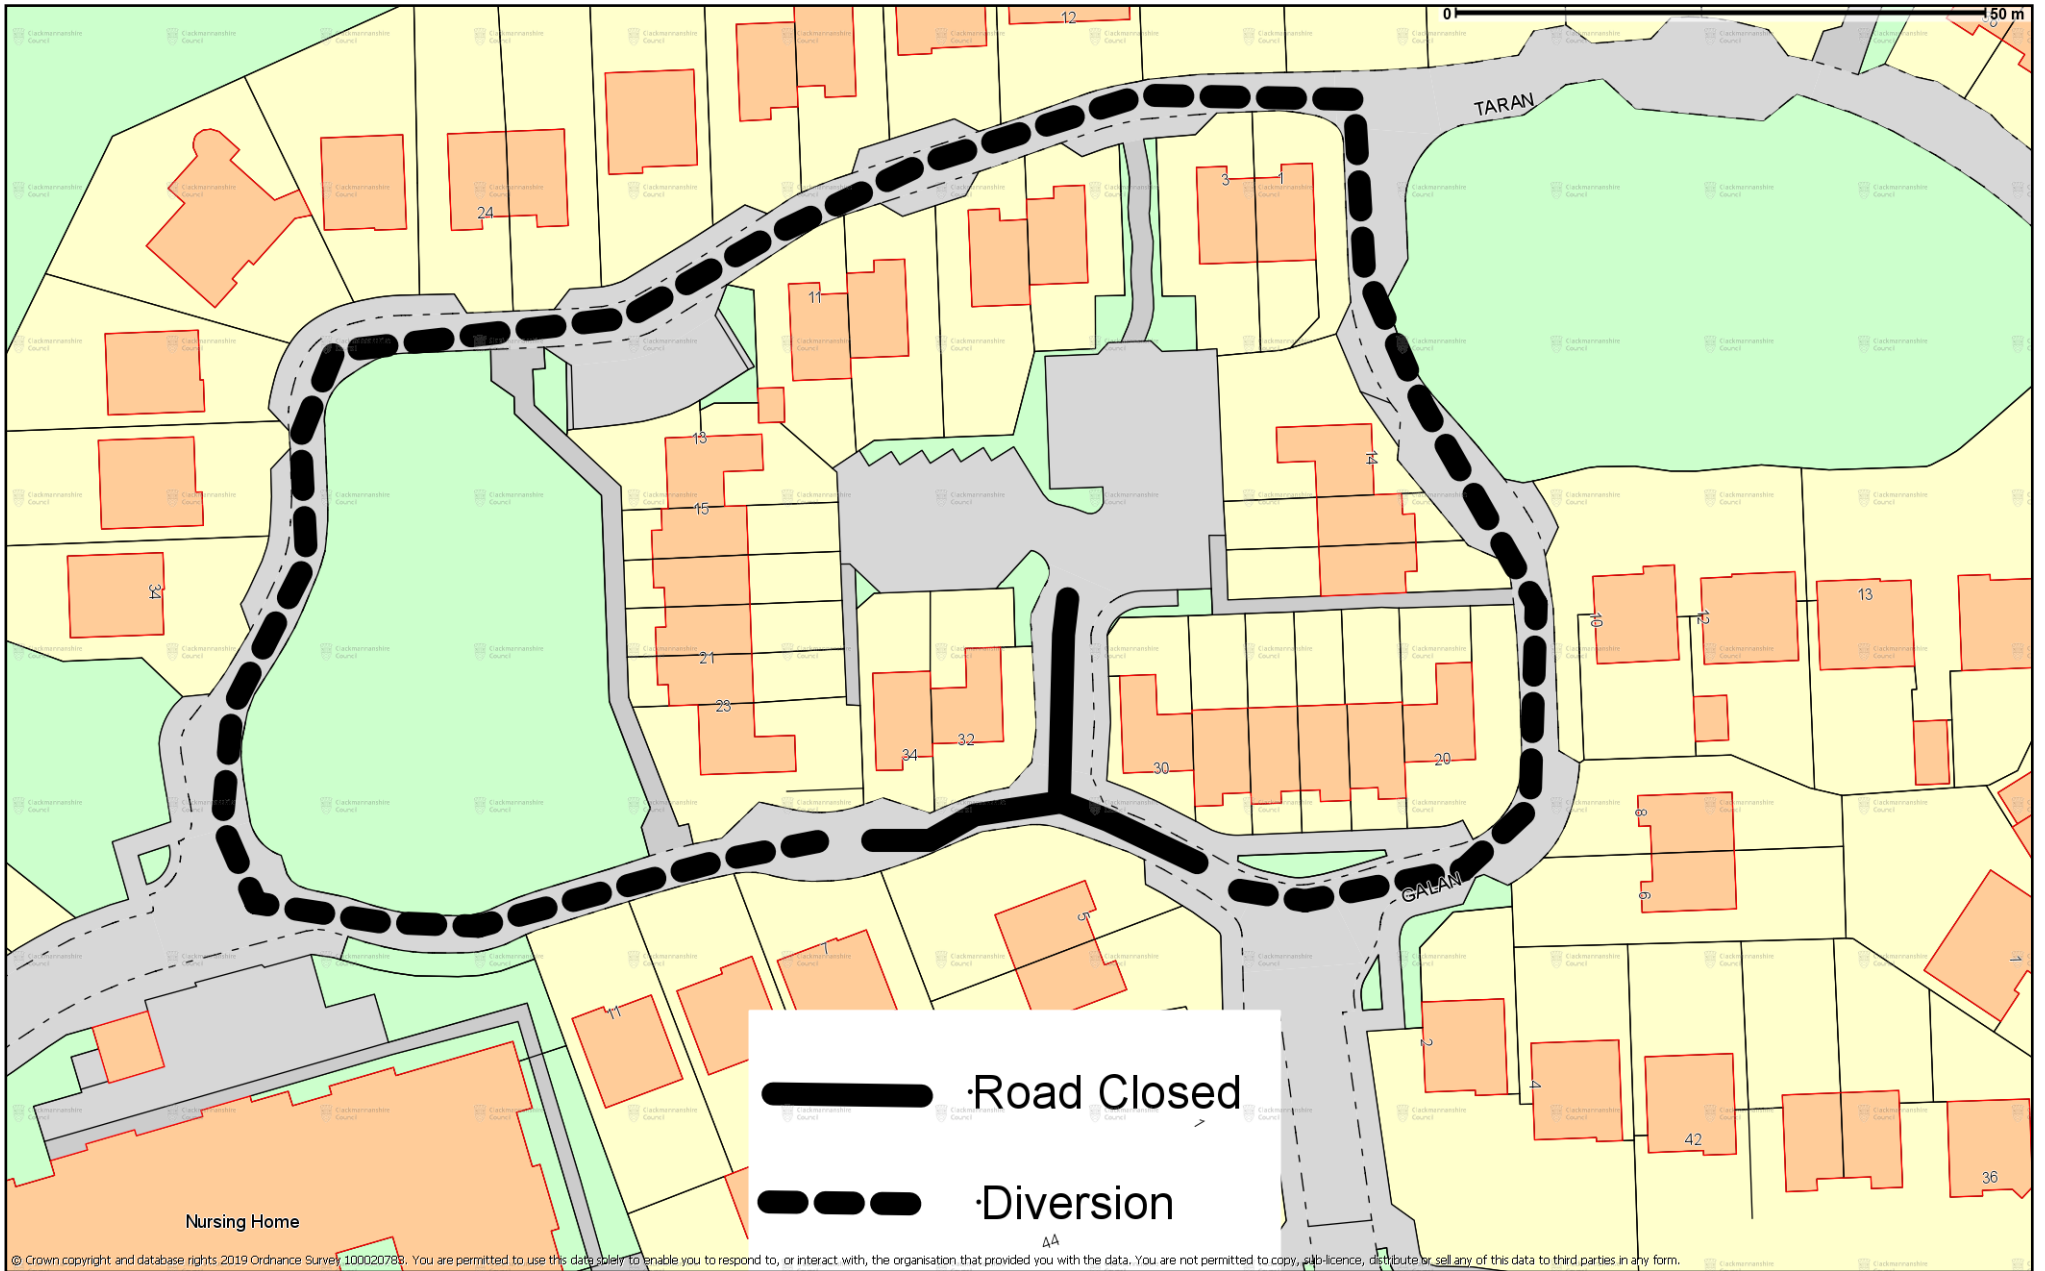 0 50 m
12
TARAN
3 1
24
11
13
14
15
34
10 12 13
21
23
34 32
30 20
8
GALAN
6
5
7
1
11
2
4
Road Closed
42
36
Nursing Home
Diversion
44
© Crown copyright and database rights 2019 Ordnance Survey 100020783. You are permitted to use this data solely to enable you to respond to, or interact with, the organisation that provided you with the data. You are not permitted to copy, sub-licence, distribute or sell any of this data to third parties in any form.
Clackmannanshire
Council